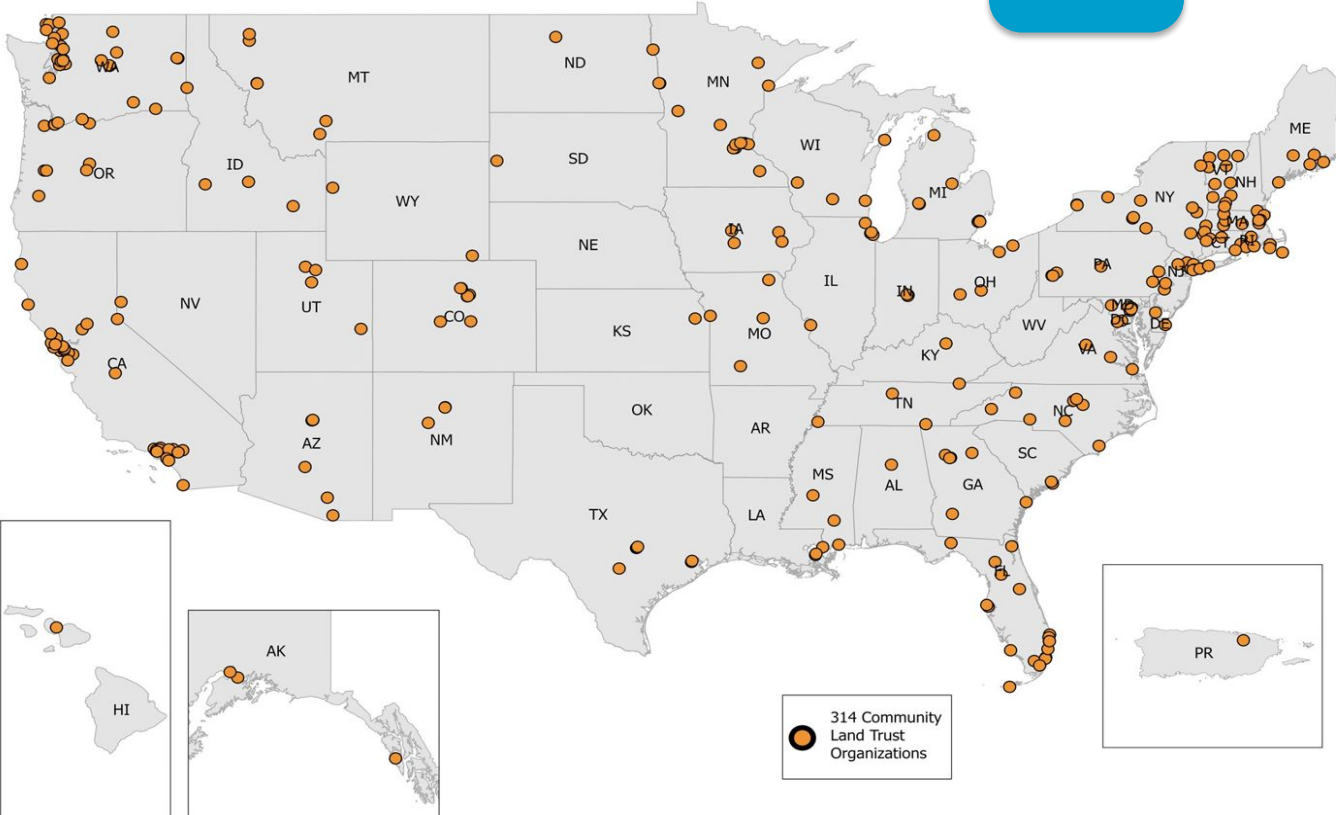 WA
MT
ND
MN
ME
OR
ID
SD
WI
VT
NH
WY
MI
NY
MA
IA
CT
RI
NE
PA
NV
IL
IN
OH
NJ
UT
CO
MD
DC
DE
KS
MO
WV
CA
KY
VA
OK
TN
NC
AZ
NM
AR
SC
MS
AL
GA
TX
LA
FL
AK
PR
HI
314 Community
Land Trust
Organizations